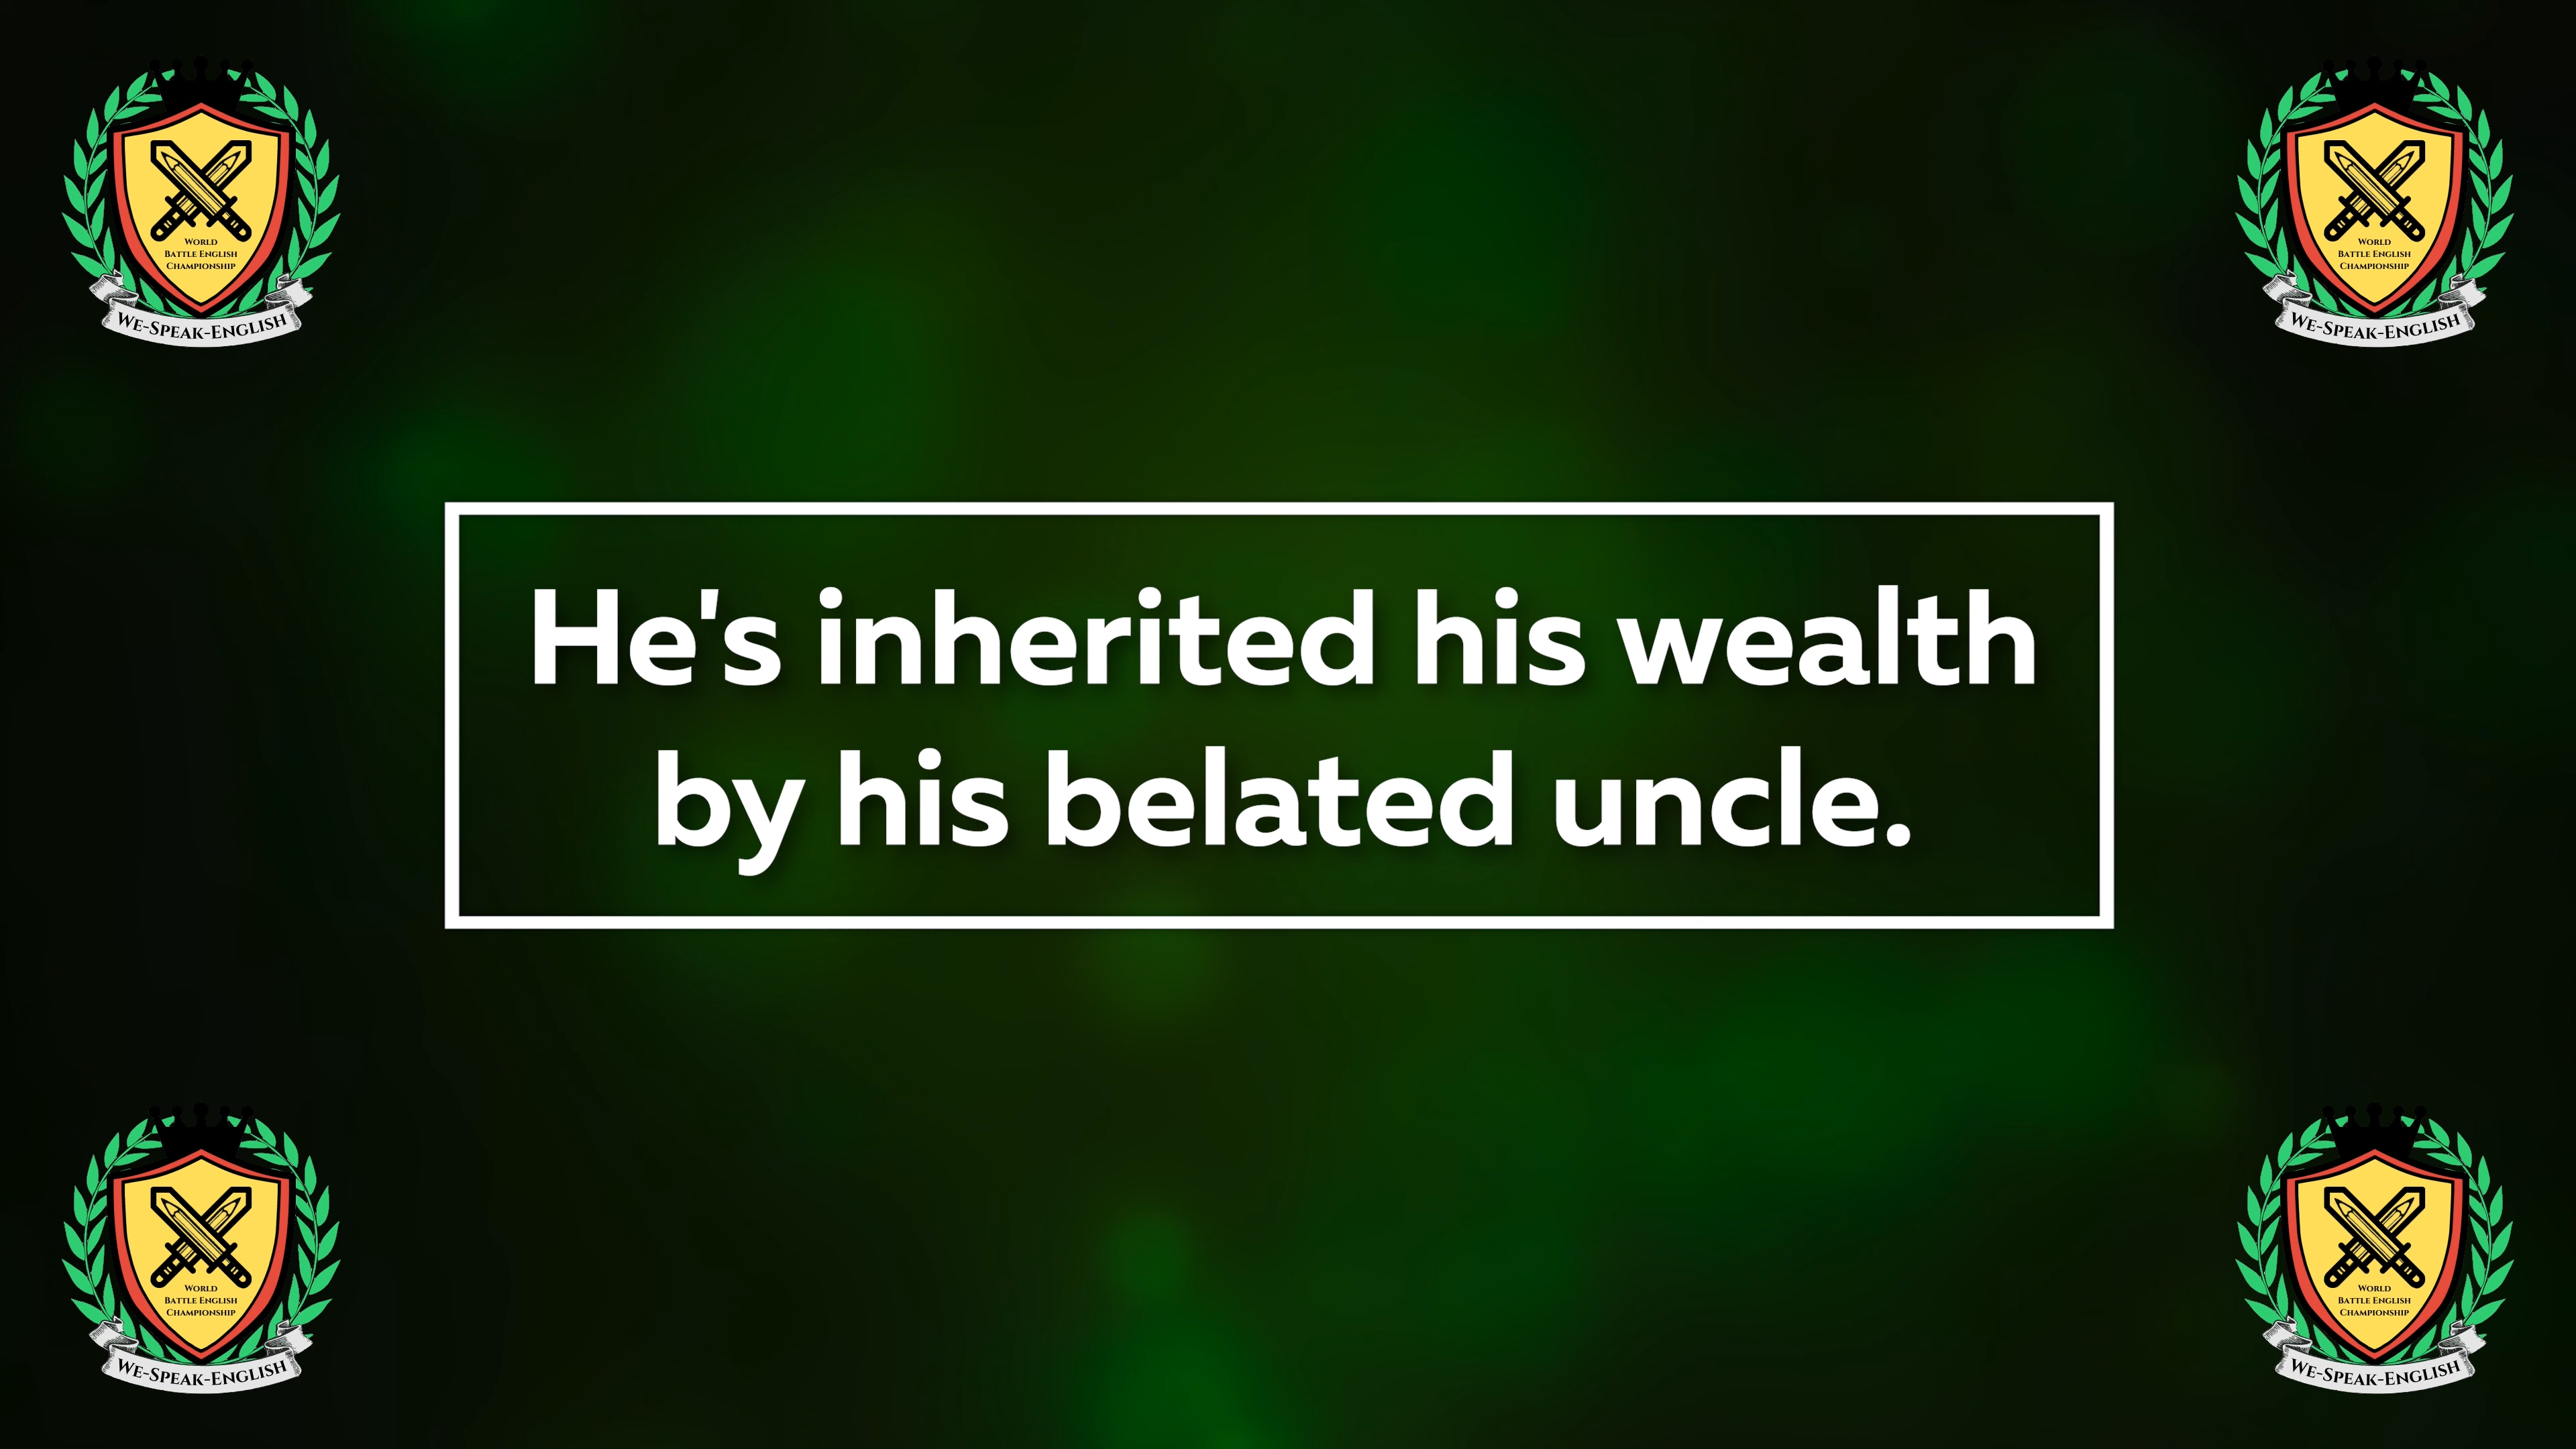 WORLD
BATTLE ENGLISH
CHAMPIONSHIP
WE-SPEAK-ENGLISH
WORLD
BATTLE ENGLISH
CHAMPIONSHIP
WE-SPEAK-ENGLISH
He's inherited his wealth
by his belated uncle.
WORLD
BATTLE ENGLISH
CHAMPIONSHIP
WE-SPEAK-ENGLISH
WORLD
BATTLE ENGLISH
CHAMPIONSHIP
WE-SPEAK-ENGLISH